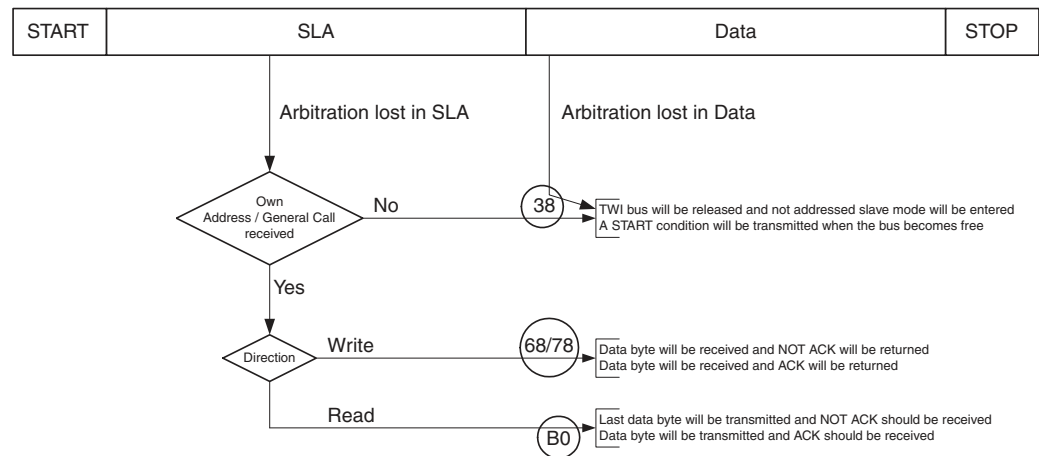 START SLA Data STOP
Arbitration lost in SLA Arbitration lost in Data
Own
Address / General Call
received
No
38
TWI bus will be released and not addressed slave mode will be entered
A START condition will be transmitted when the bus becomes free
Yes
Direction
Write
68/78
Data byte will be received and NOT ACK will be returned
Data byte will be received and ACK will be returned
Read
B0
Last data byte will be transmitted and NOT ACK should be received
Data byte will be transmitted and ACK should be received